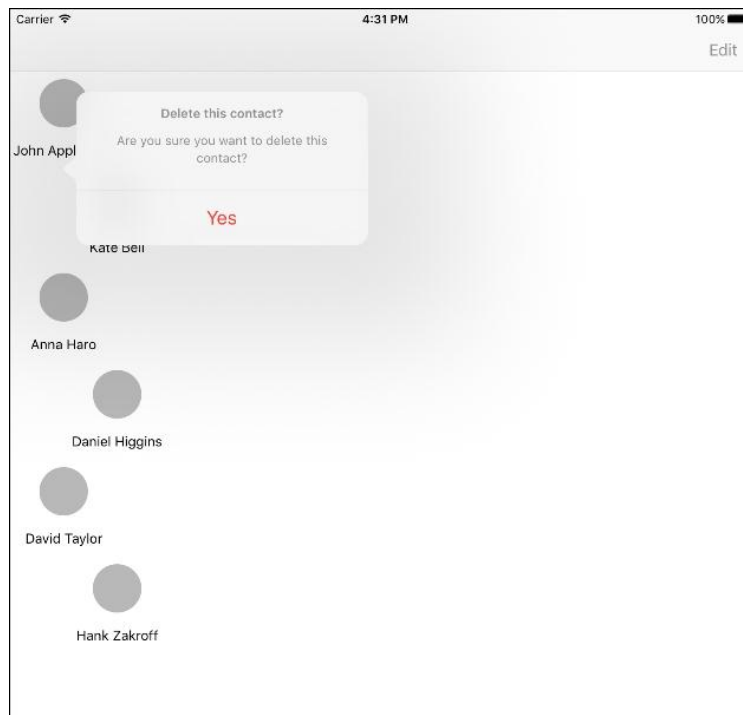 Carrier
4:31 PM
100%
Edit
Delete this contact?
Are you sure you want to delete this
contact?
John Appl
Yes
Kate Bell
Anna Haro
Daniel Higgins
David Taylor
Hank Zakroff